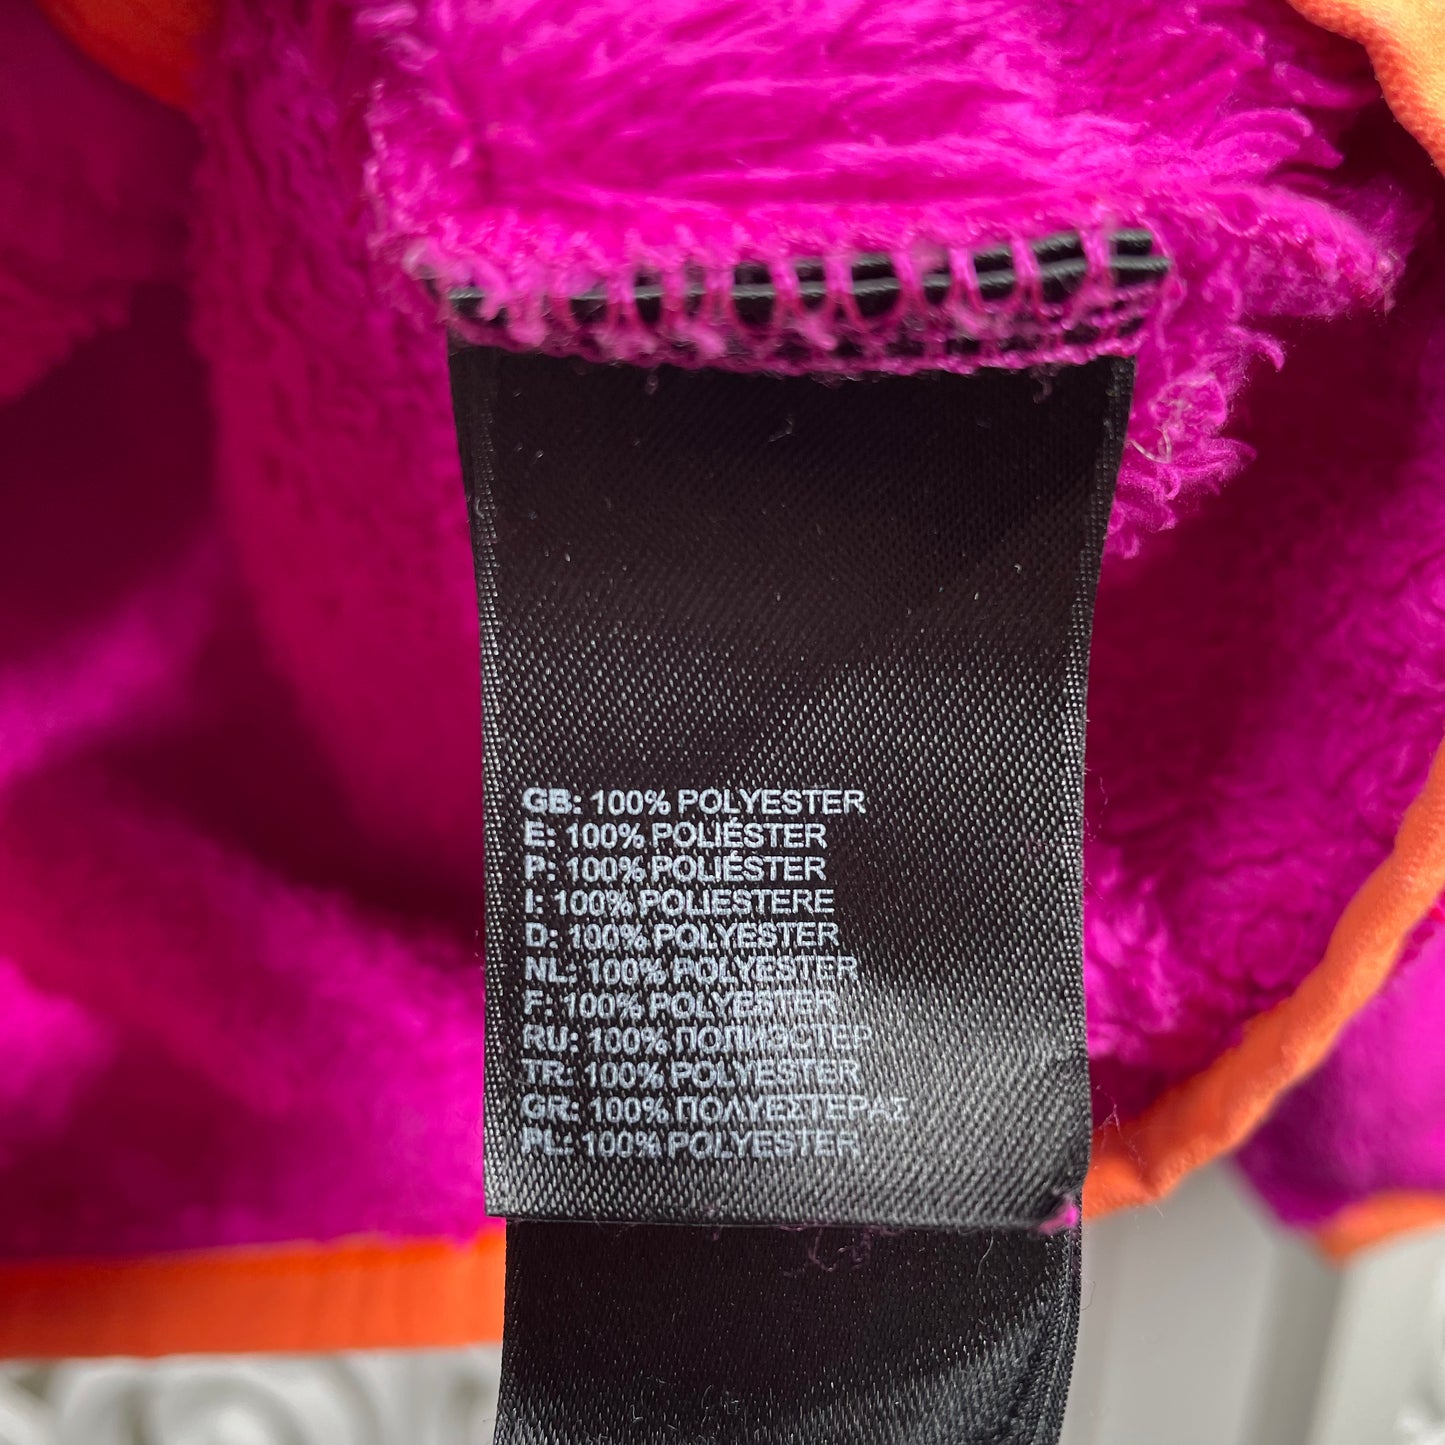 GB: 100% POLYESTER
E: 100% POLIÉSTER
P: 100% POLIÉSTER
I: 100% POLIESTERE
D: 100% POLYESTER
NL: 100% POLYESTER
F: 100% POLYESTER
RU: 100% ПОЛИЭСТЕР
TR: 100% POLYESTER
GR: 100% ΠΟΛΥΕΣΤΕΡΑΣ
PL: 100% POLYESTER